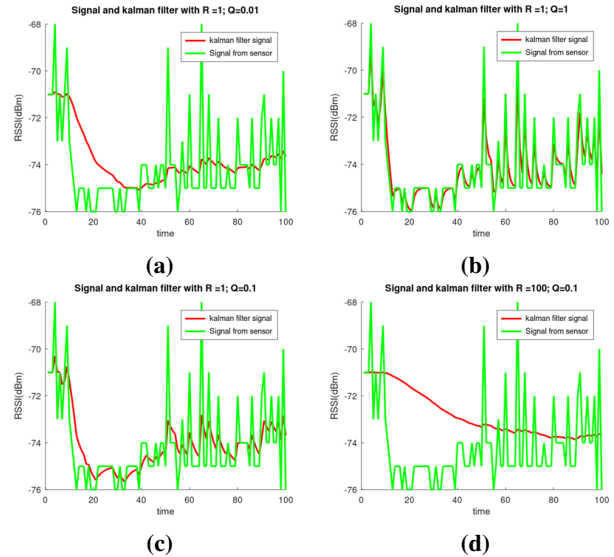 Signal and kalman filter with R =1; Q=0.01
Signal and kalman filter with R =1; Q=1
kalman filter signal
Signal from sensor
kalman filter signal
Signal from sensor
RSSI(dBm)
-68
-70
-72
-74
-76
0
20
40
60
80
100
time
RSSI(dBm)
-68
-70
-72
-74
-76
0
20
40
60
80
100
time
(a)
(b)
Signal and kalman filter with R =1; Q=0.1
Signal and kalman filter with R =100; Q=0.1
kalman filter signal
Signal from sensor
kalman filter signal
Signal from sensor
RSSI(dBm)
-68
-70
-72
-74
-76
0
20
40
60
80
100
time
RSSI(dBm)
-68
-70
-72
-74
-76
0
20
40
60
80
100
time
(c)
(d)